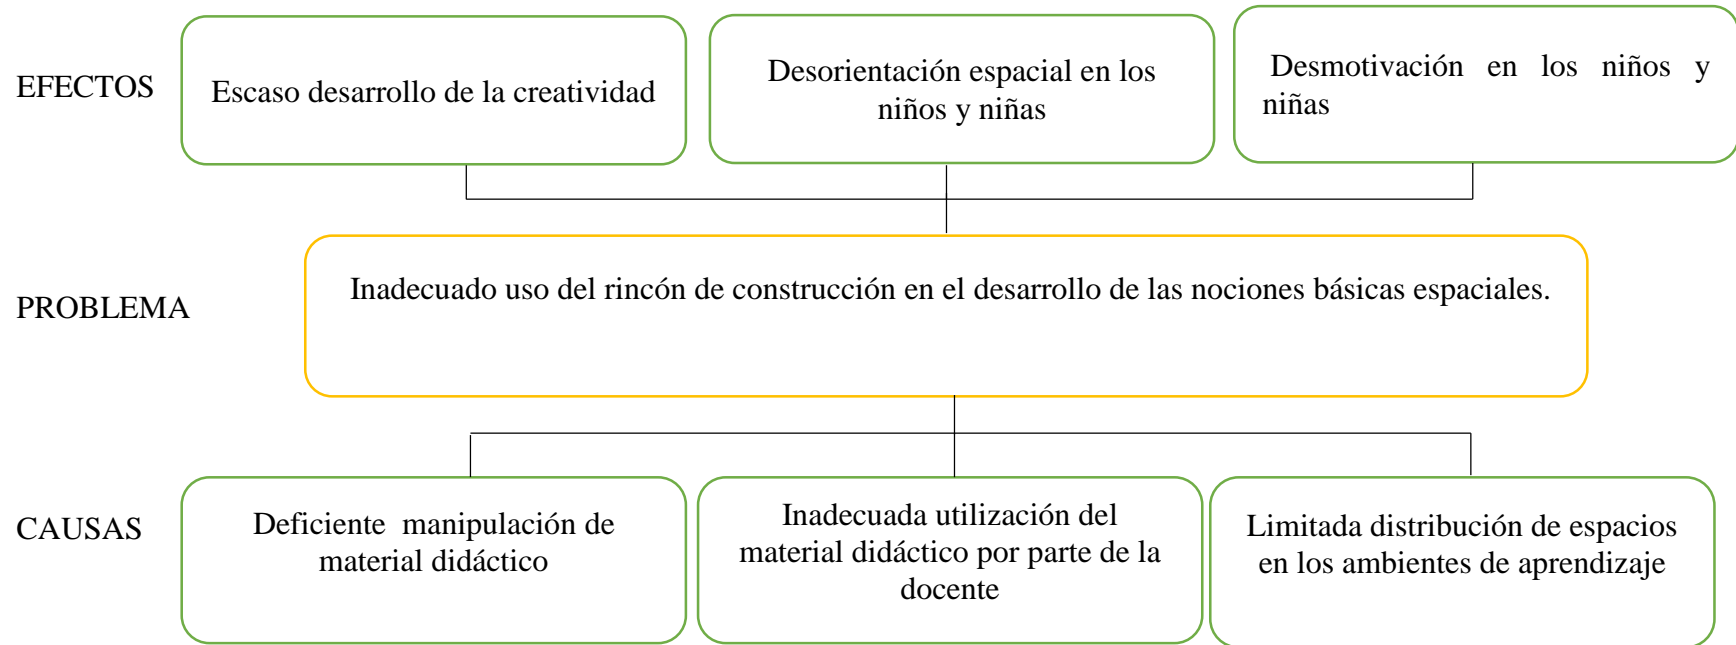 EFECTOS
Escaso desarrollo de la creatividad
Desorientación espacial en los
niños y niñas
Desmotivación en los niños y
niñas
PROBLEMA
Inadecuado uso del rincón de construcción en el desarrollo de las nociones básicas espaciales.
CAUSAS
Deficiente manipulación de
material didáctico
Inadecuada utilización del
material didáctico por parte de la
docente
Limitada distribución de espacios
en los ambientes de aprendizaje